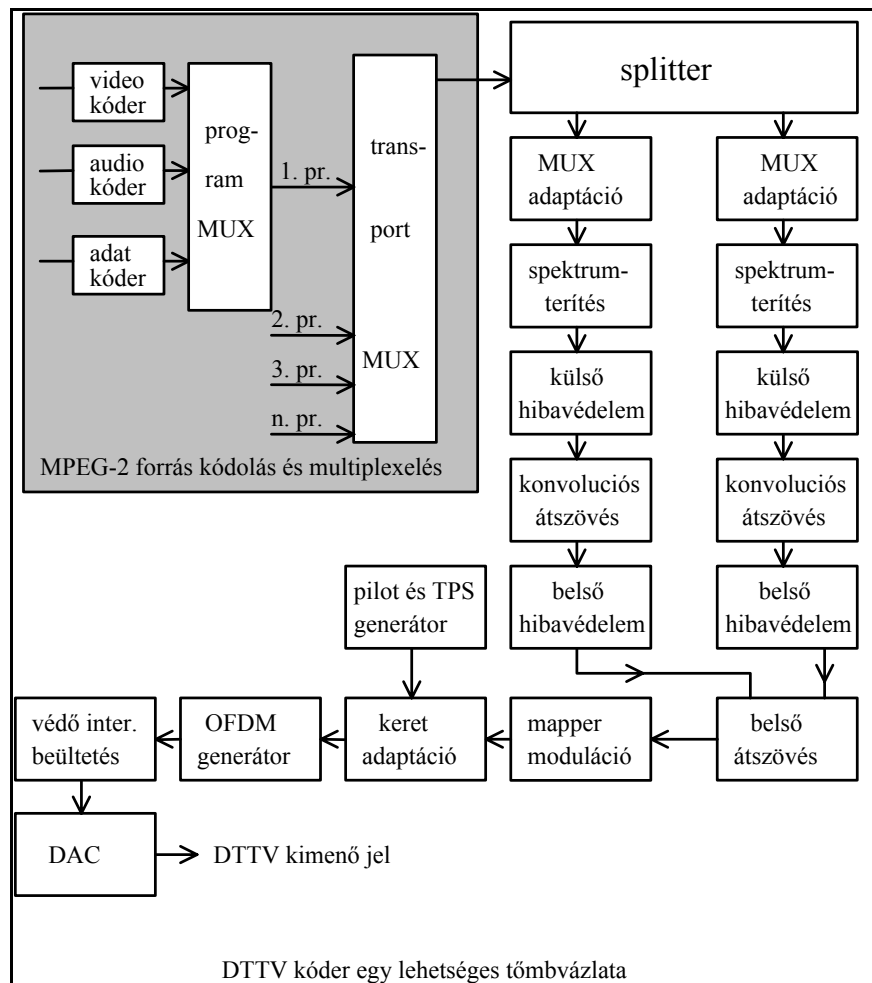 video
kóder
audio
kóder
adat
kóder
prog-
ram
MUX
1. pr.
2. pr.
3. pr.
n. pr.
trans-
port
MUX
MPEG-2 forrás kódolás és multiplexelés
splitter
MUX
adaptáció
MUX
adaptáció
spektrum-
terítés
spektrum-
terítés
külső
hibavédelem
külső
hibavédelem
konvoluciós
átszövés
konvoluciós
átszövés
belső
hibavédelem
belső
hibavédelem
pilot és TPS
generátor
védő inter.
beültetés
OFDM
generátor
keret
adaptáció
mapper
moduláció
belső
átszövés
DAC
DTTV kimenő jel
DTTV kóder egy lehetséges tőmbvázlata